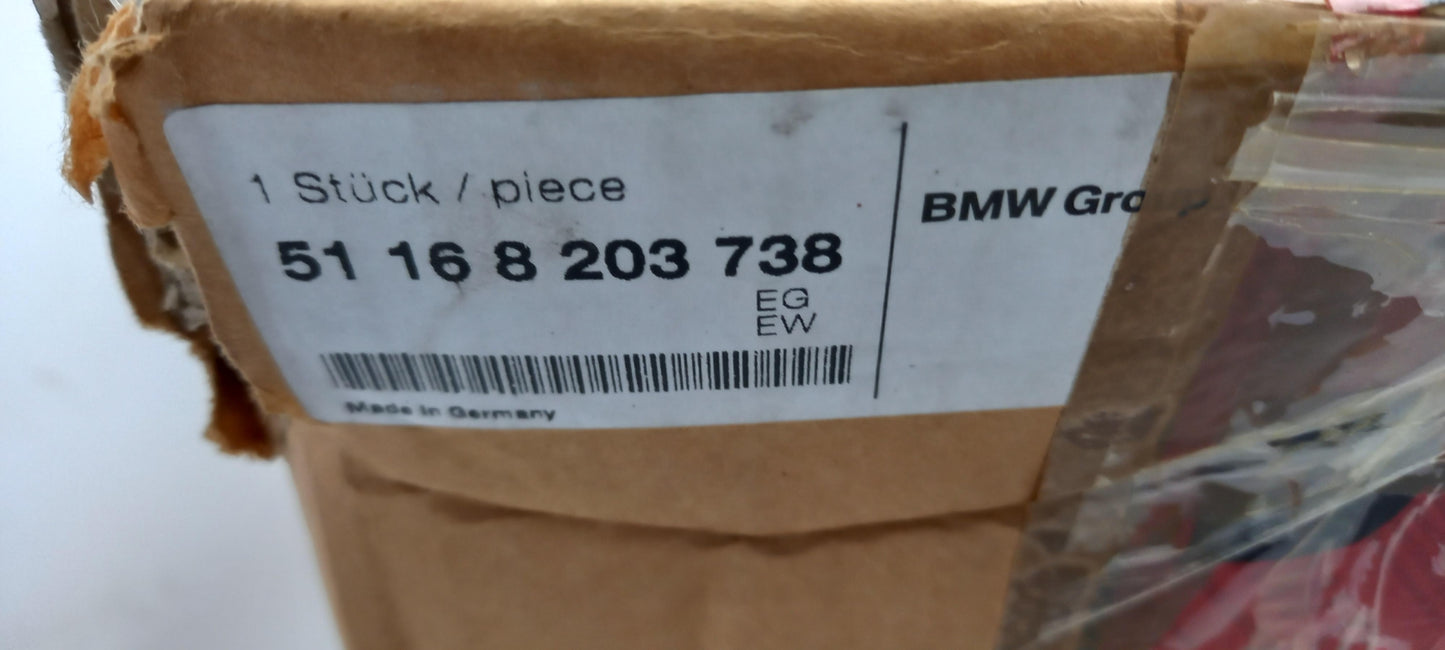 1 Stück / piece
51 16 8 203 738
EG
EW
Made in Germany
BMW Gro